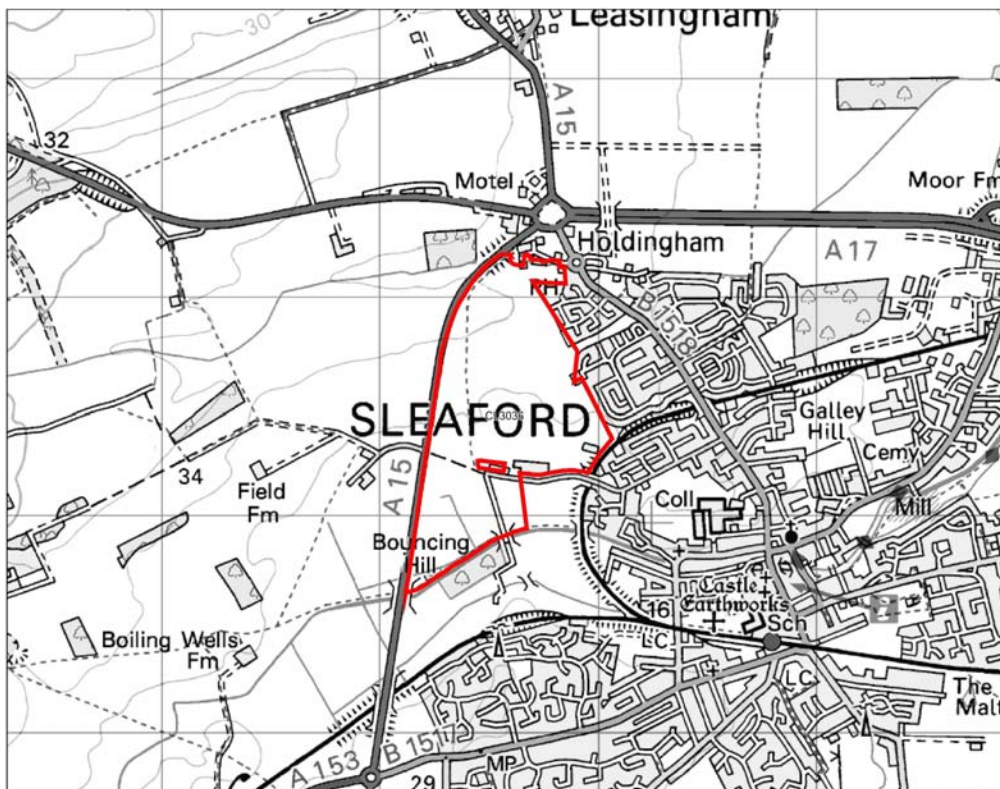 Leasingham
30
A 15
32
Motel
Moor Fm
Holdingham
A 17
PH
B 1518
SLEAFORD
Galley
Hill
Cemy
34
Field
Fm
A 15
Coll
Mill
Bouncing
Hill
Castle
Earthworks
16
Sch
Boiling Wells
Fm
LC
LC
The
Malt
B 151
A 153
MP
29